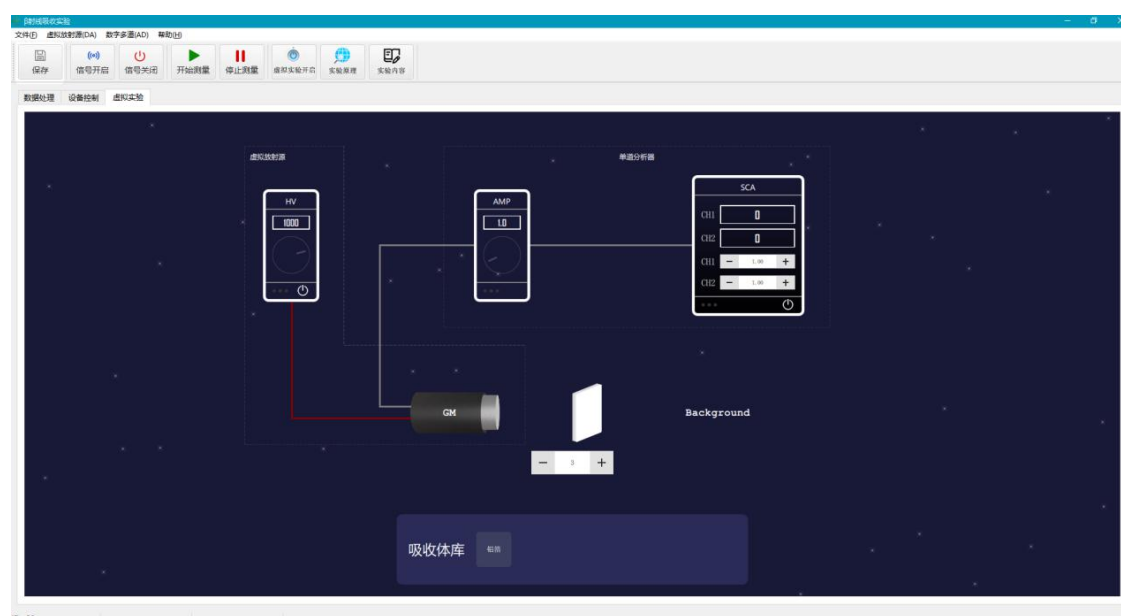 β射线吸收实验
文件(F) 虚拟放射源(DA) 数字多道(AD) 帮助(H)
保存 信号开启 信号关闭 开始测量 停止测量 虚拟实验开启 实验原理 实验内容
数据处理 设备控制 虚拟实验
虚拟放射源 单道分析器
HV AMP SCA
1000 1.0 CH1 0
CH2 0
CH1 − 1.00 +
CH2 − 1.00 +
GM Background
− 3 +
吸收体库 铝箔